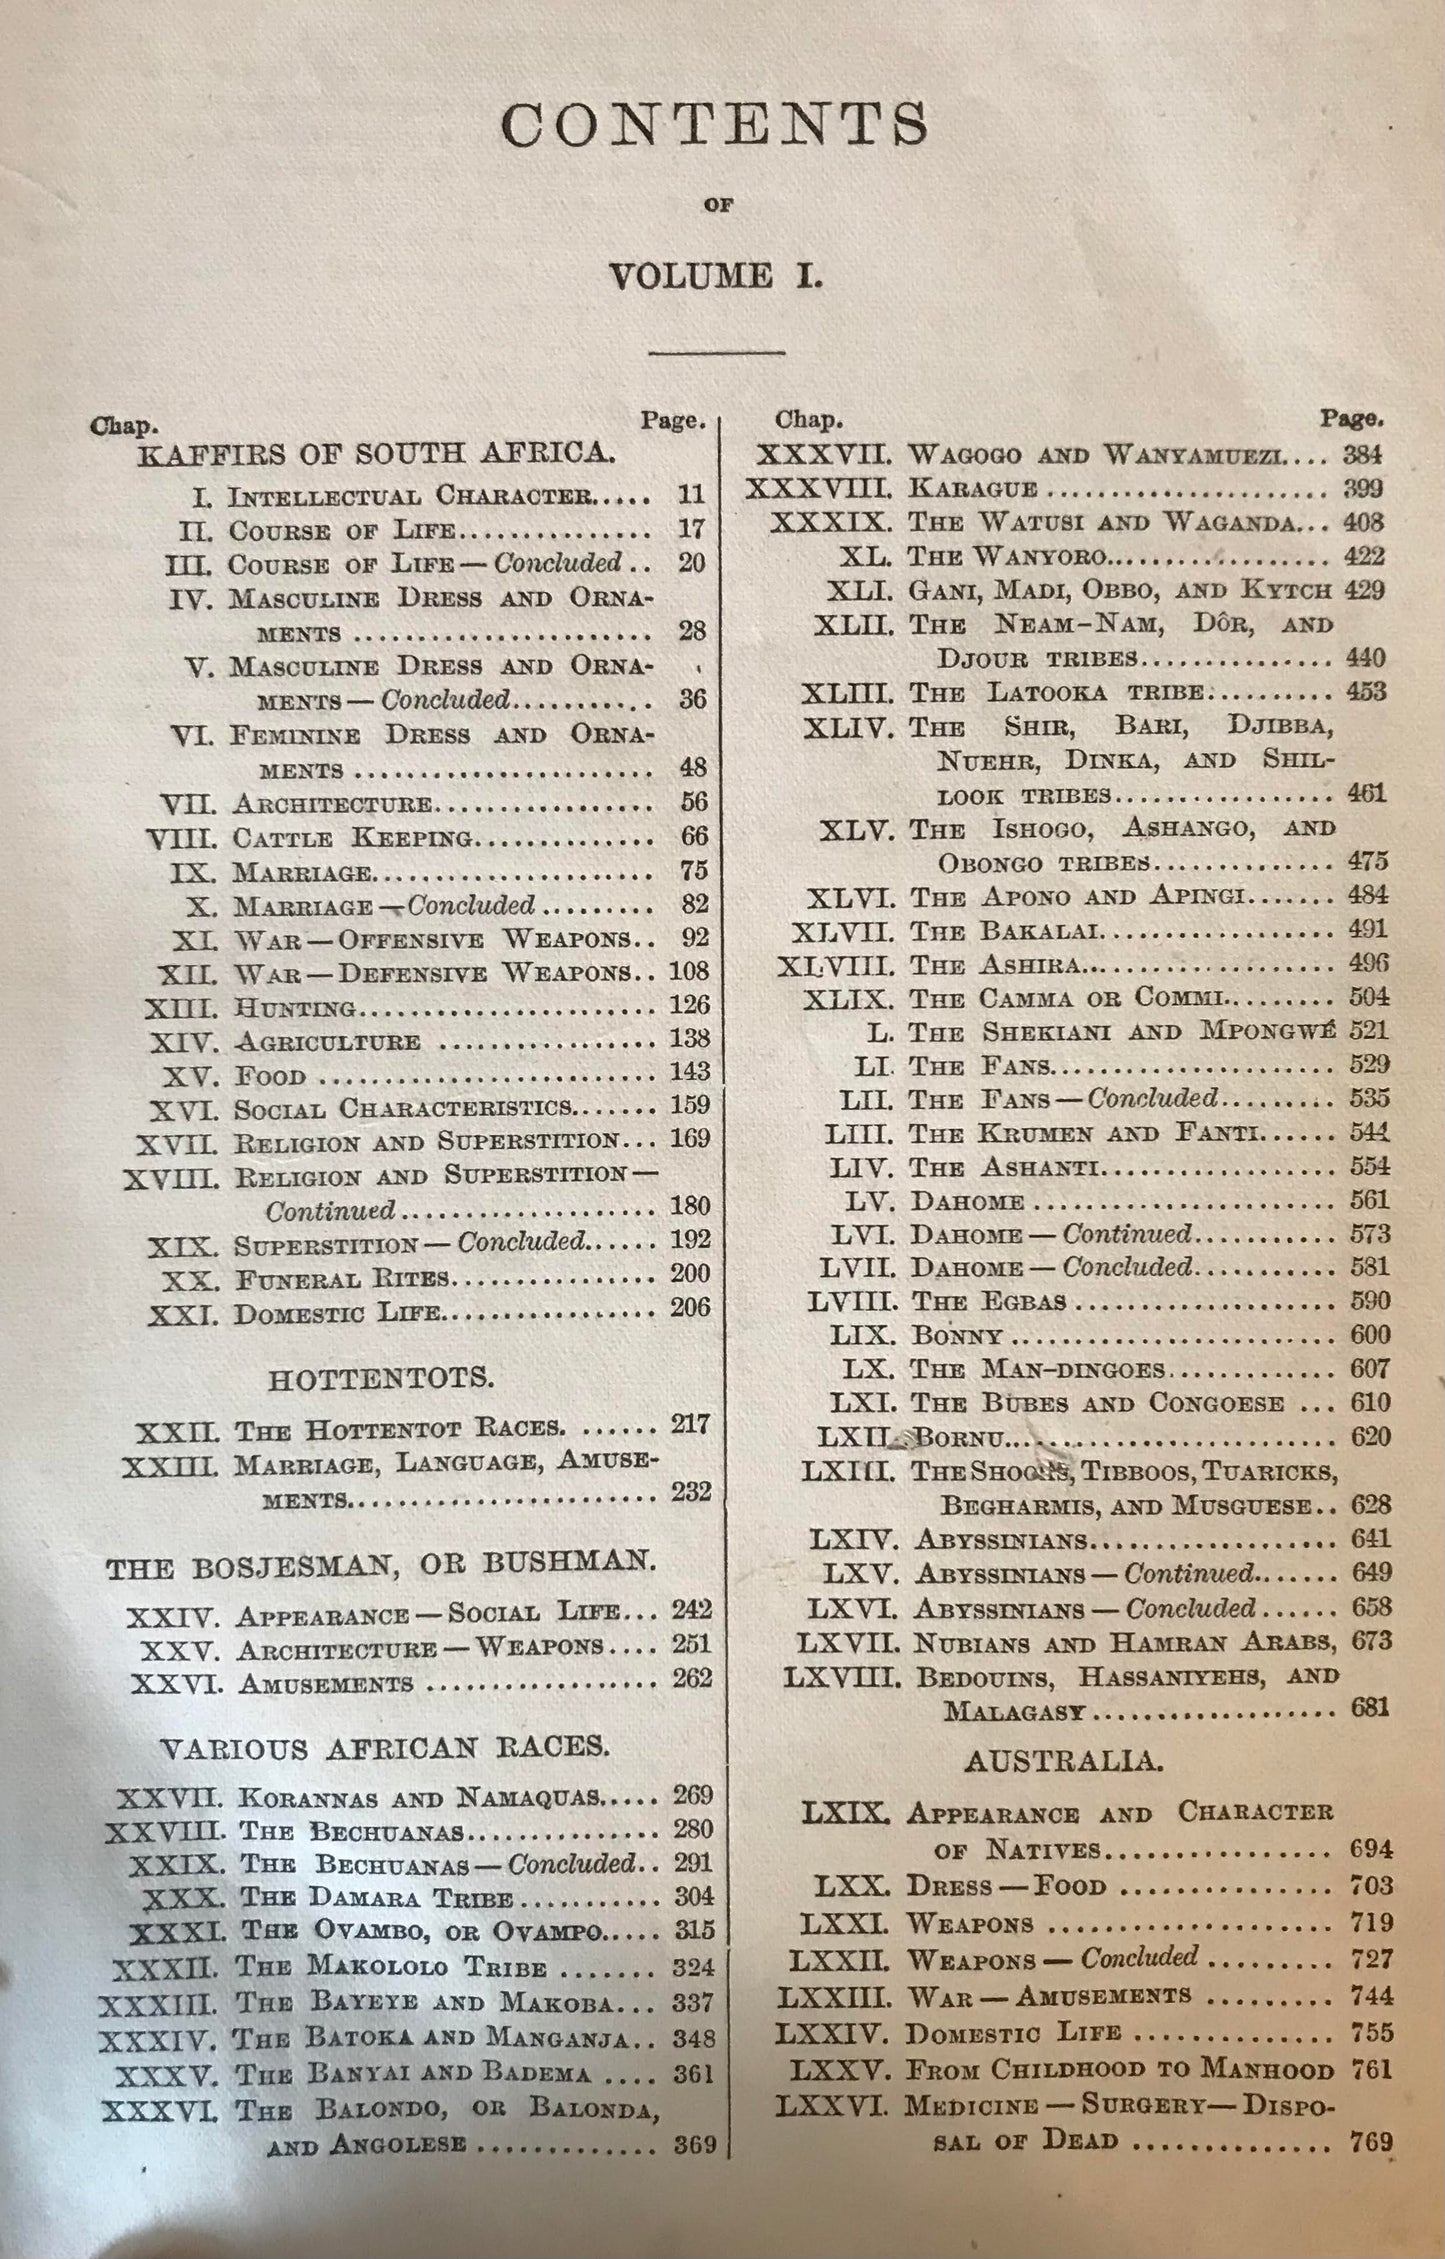 CONTENTS
OF
VOLUME I.
Chap. Page.
KAFFIRS OF SOUTH AFRICA.
I. INTELLECTUAL CHARACTER..... 11
II. COURSE OF LIFE............... 17
III. COURSE OF LIFE—Concluded .. 20
IV. MASCULINE DRESS AND ORNA-
MENTS ....................... 28
V. MASCULINE DRESS AND ORNA-
MENTS—Concluded........... 36
VI. FEMININE DRESS AND ORNA-
MENTS ....................... 48
VII. ARCHITECTURE................. 56
VIII. CATTLE KEEPING.............. 66
IX. MARRIAGE...................... 75
X. MARRIAGE—Concluded ......... 82
XI. WAR—OFFENSIVE WEAPONS.. 92
XII. WAR—DEFENSIVE WEAPONS.. 108
XIII. HUNTING....................... 126
XIV. AGRICULTURE ................. 138
XV. FOOD .......................... 143
XVI. SOCIAL CHARACTERISTICS....... 159
XVII. RELIGION AND SUPERSTITION... 169
XVIII. RELIGION AND SUPERSTITION—
Continued.................... 180
XIX. SUPERSTITION—Concluded...... 192
XX. FUNERAL RITES................ 200
XXI. DOMESTIC LIFE................. 206
HOTTENTOTS.
XXII. THE HOTTENTOT RACES. ...... 217
XXIII. MARRIAGE, LANGUAGE, AMUSE-
MENTS........................ 232
THE BOSJESMAN, OR BUSHMAN.
XXIV. APPEARANCE—SOCIAL LIFE... 242
XXV. ARCHITECTURE—WEAPONS.... 251
XXVI. AMUSEMENTS .................. 262
VARIOUS AFRICAN RACES.
XXVII. KORANNAS AND NAMAQUAS..... 269
XXVIII. THE BECHUANAS............... 280
XXIX. THE BECHUANAS—Concluded.. 291
XXX. THE DAMARA TRIBE........... 304
XXXI. THE OVAMBO, OR OVAMPO..... 315
XXXII. THE MAKOLOLO TRIBE ....... 324
XXXIII. THE BAYEYE AND MAKOBA... 337
XXXIV. THE BATOKA AND MANGANJA.. 348
XXXV. THE BANYAI AND BADEMA .... 361
XXXVI. THE BALONDO, OR BALONDA,
AND ANGOLESE .............. 369
Chap. Page.
XXXVII. WAGOGO AND WANYAMUEZI.... 384
XXXVIII. KARAGUE ...................... 399
XXXIX. THE WATUSI AND WAGANDA... 408
XL. THE WANYORO.................. 422
XLI. GANI, MADI, OBBO, AND KYTCH 429
XLII. THE NEAM-NAM, DÔR, AND
DJOUR TRIBES............... 440
XLIII. THE LATOOKA TRIBE.......... 453
XLIV. THE SHIR, BARI, DJIBBA,
NUEHR, DINKA, AND SHIL-
LOOK TRIBES................. 461
XLV. THE ISHOGO, ASHANGO, AND
OBONGO TRIBES.............. 475
XLVI. THE APONO AND APINGI....... 484
XLVII. THE BAKALAI.................. 491
XLVIII. THE ASHIRA.................... 496
XLIX. THE CAMMA OR COMMI......... 504
L. THE SHEKIANI AND MPONGWÉ 521
LI. THE FANS...................... 529
LII. THE FANS—Concluded......... 535
LIII. THE KRUMEN AND FANTI...... 544
LIV. THE ASHANTI................... 554
LV. DAHOME ........................ 561
LVI. DAHOME—Continued........... 573
LVII. DAHOME—Concluded........... 581
LVIII. THE EGBAS ..................... 590
LIX. BONNY .......................... 600
LX. THE MAN-DINGOES............. 607
LXI. THE BUBES AND CONGOESE ... 610
LXII. BORNU.......................... 620
LXIII. THE SHOOAS, TIBBOOS, TUARICKS,
BEGHARMIS, AND MUSGUESE.. 628
LXIV. ABYSSINIANS.................... 641
LXV. ABYSSINIANS—Continued....... 649
LXVI. ABYSSINIANS—Concluded...... 658
LXVII. NUBIANS AND HAMRAN ARABS, 673
LXVIII. BEDOUINS, HASSANIYEHS, AND
MALAGASY................... 681
AUSTRALIA.
LXIX. APPEARANCE AND CHARACTER
OF NATIVES................. 694
LXX. DRESS—FOOD ................ 703
LXXI. WEAPONS ...................... 719
LXXII. WEAPONS—Concluded .......... 727
LXXIII. WAR—AMUSEMENTS .......... 744
LXXIV. DOMESTIC LIFE ................ 755
LXXV. FROM CHILDHOOD TO MANHOOD 761
LXXVI. MEDICINE—SURGERY—DISPO-
SAL OF DEAD ................ 769